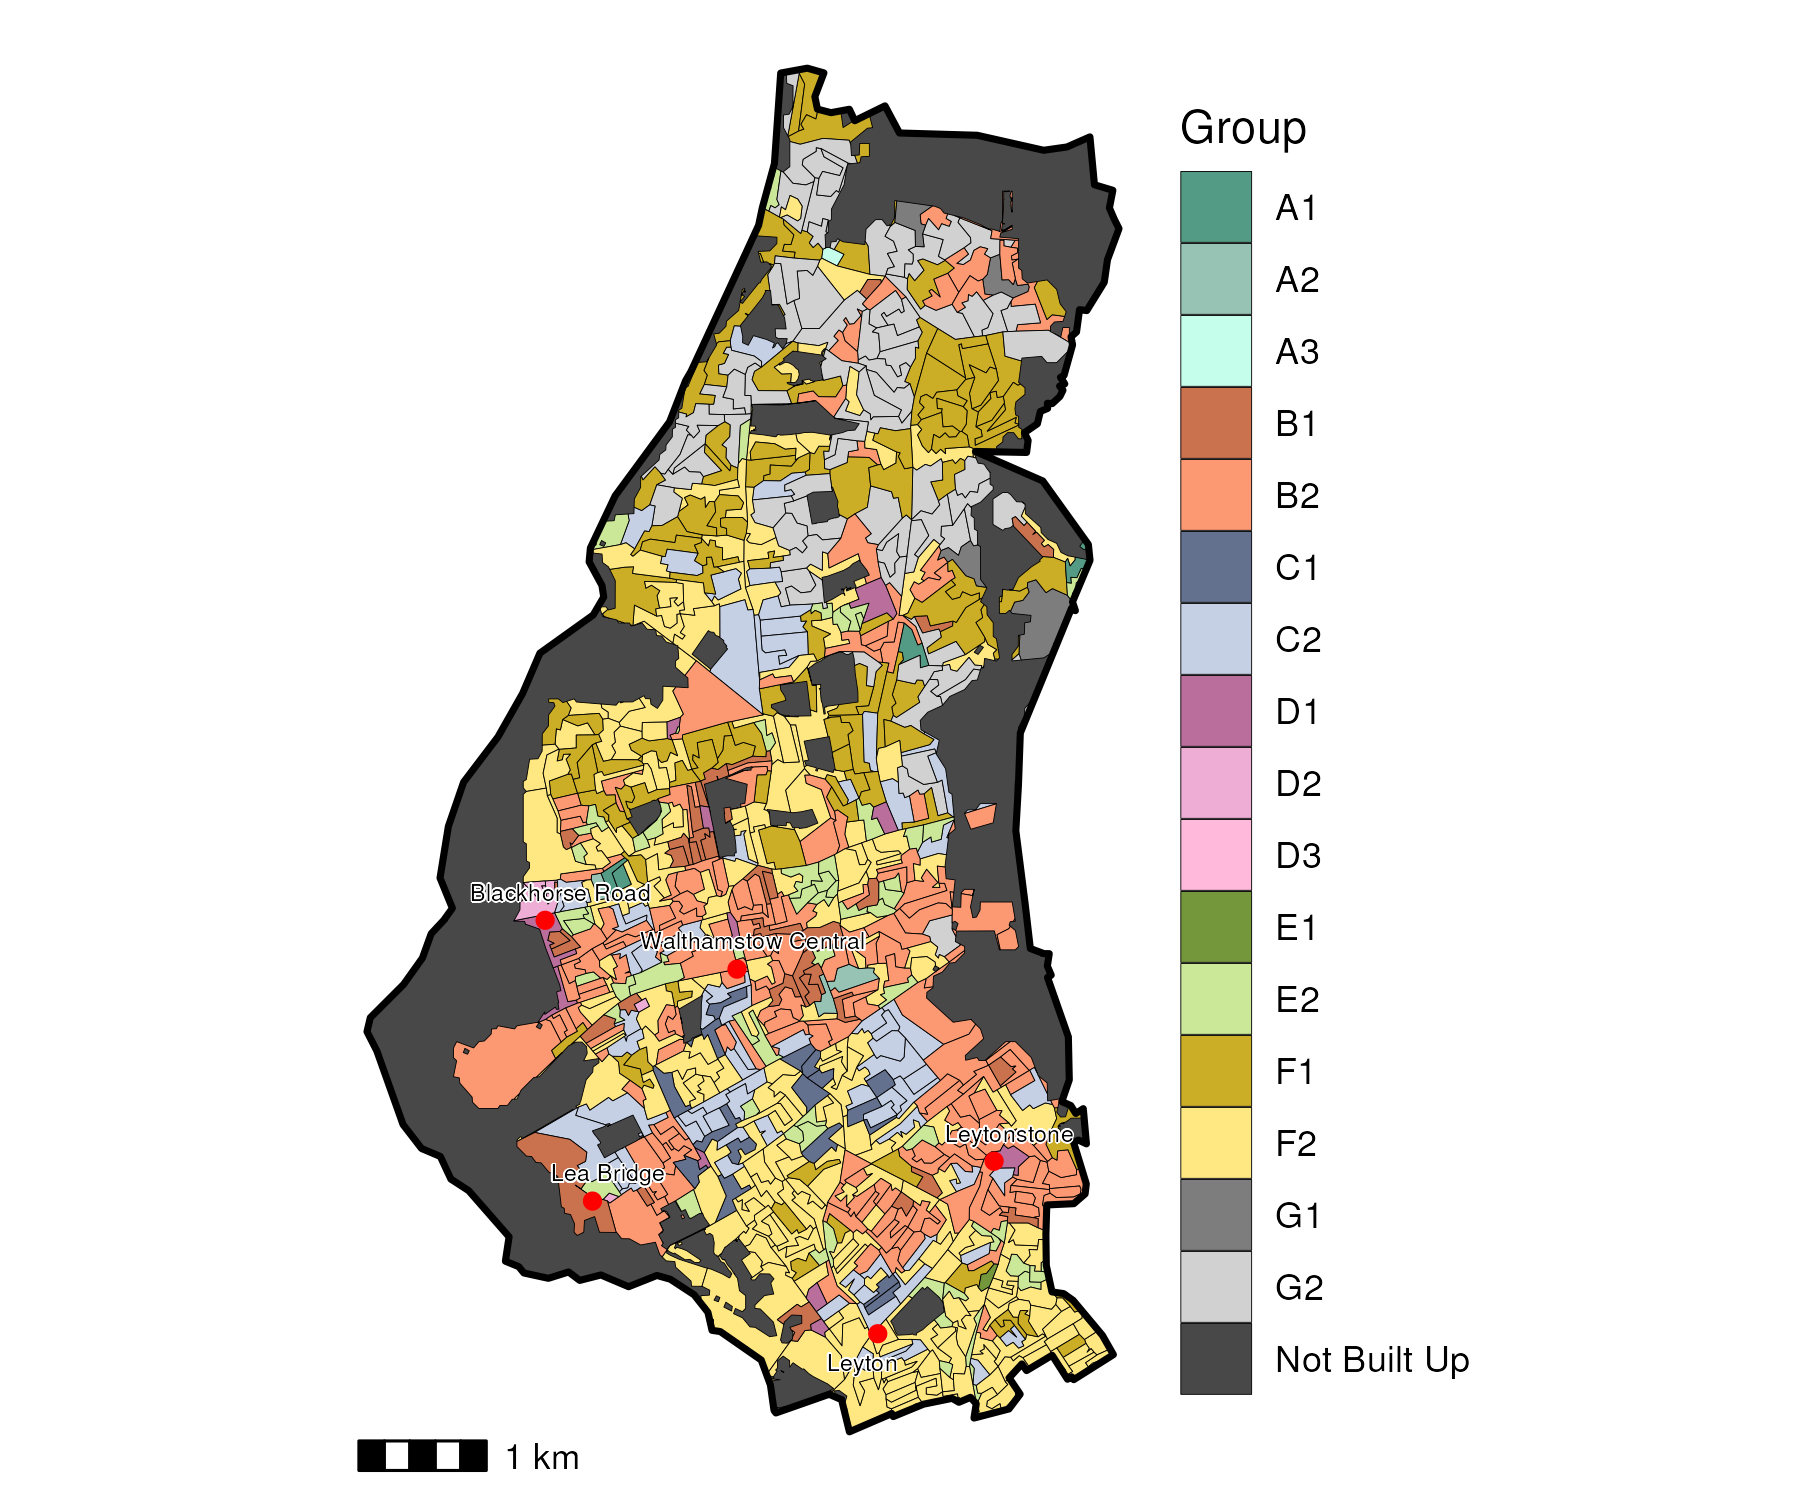 Group
A1
A2
A3
B1
B2
C1
C2
D1
D2
D3
E1
E2
F1
F2
G1
G2
Not Built Up
Blackhorse Road
Walthamstow Central
Leytonstone
Lea Bridge
Leyton
1 km